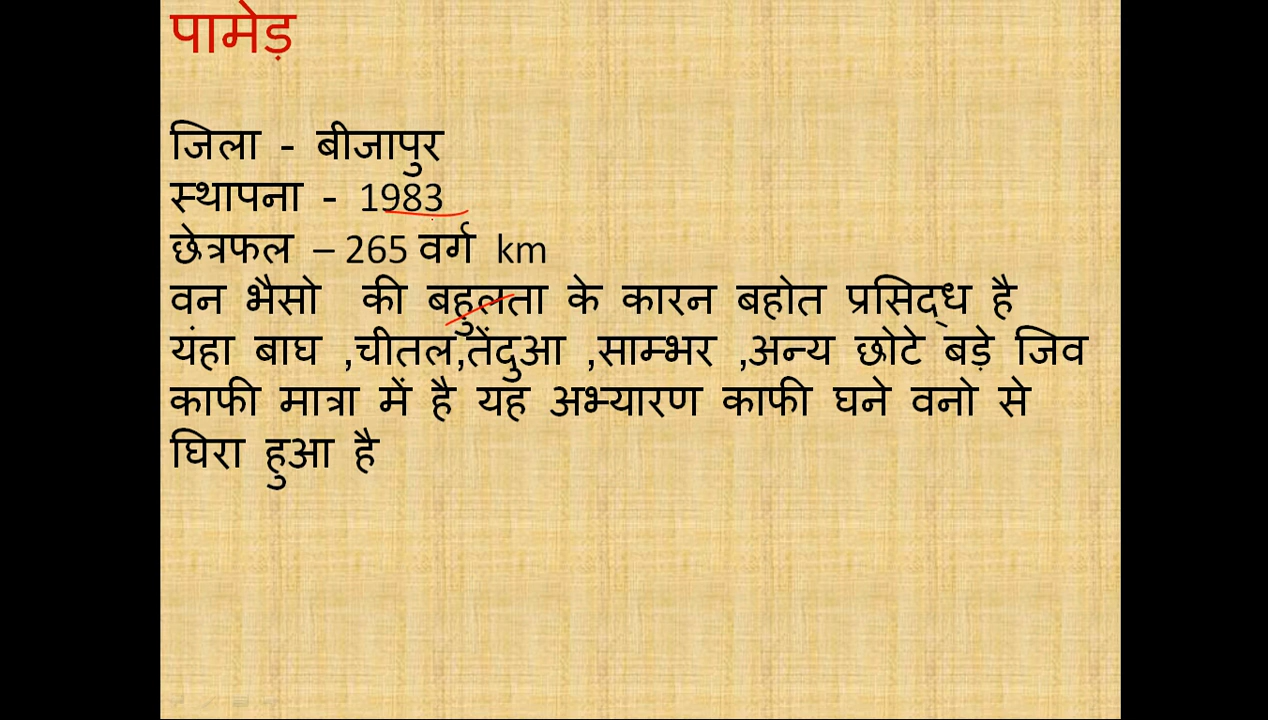 पामेड़
जिला - बीजापुर
स्थापना - 1983
छेत्रफल – 265 वर्ग km
वन भैसो की बहुलता के कारन बहोत प्रसिद्ध है
यंहा बाघ ,चीतल,तेंदुआ ,साम्भर ,अन्य छोटे बड़े जिव
काफी मात्रा में है यह अभ्यारण काफी घने वनो से
घिरा हुआ है